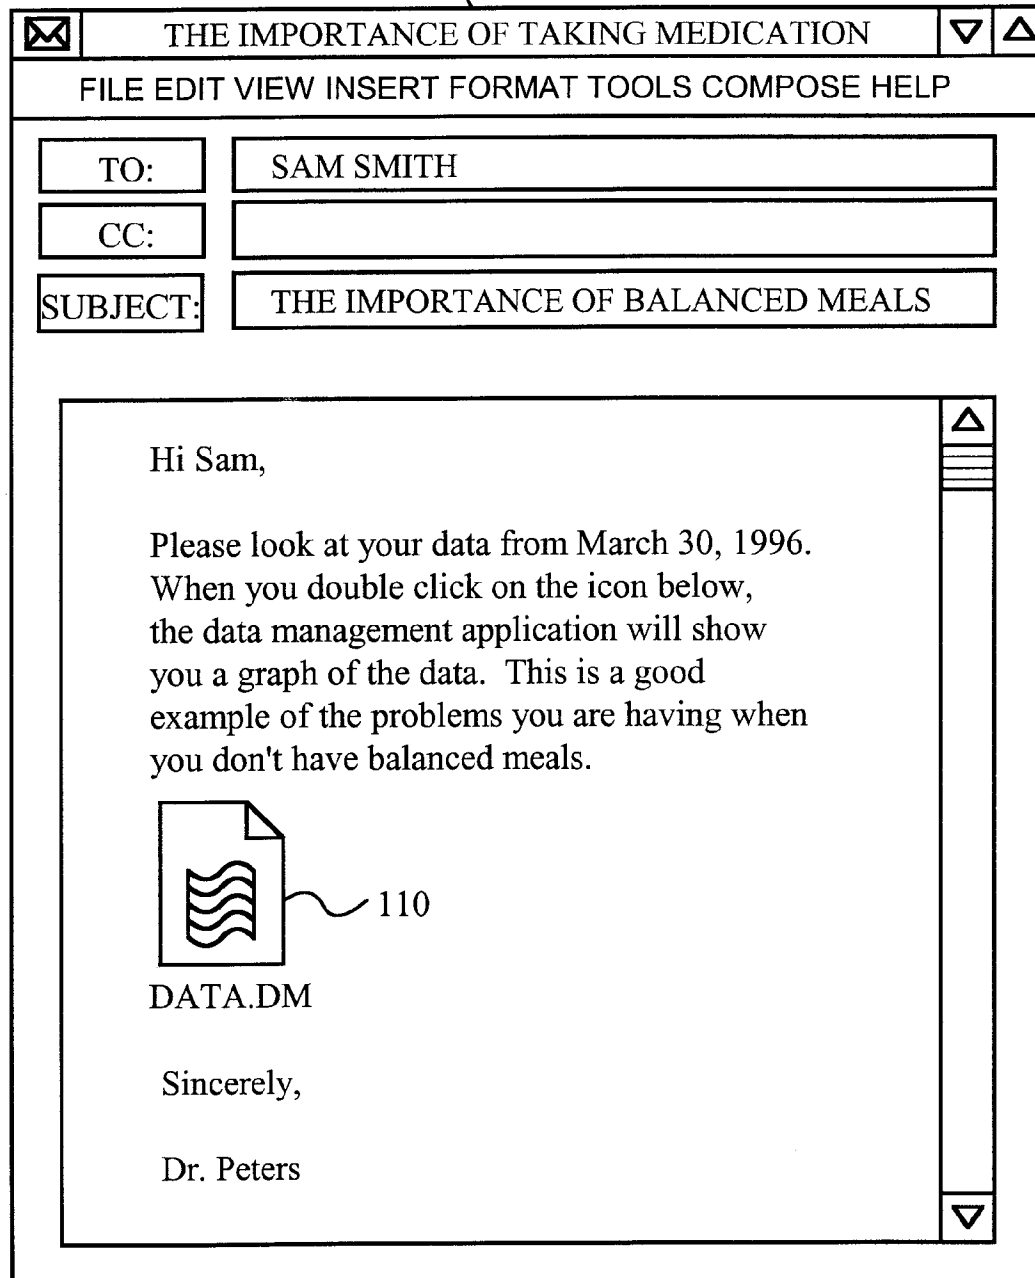 THE IMPORTANCE OF TAKING MEDICATION
FILE EDIT VIEW INSERT FORMAT TOOLS COMPOSE HELP
TO: SAM SMITH
CC:
SUBJECT: THE IMPORTANCE OF BALANCED MEALS
Hi Sam,
Please look at your data from March 30, 1996.
When you double click on the icon below,
the data management application will show
you a graph of the data.  This is a good
example of the problems you are having when
you don't have balanced meals.
110
DATA.DM
Sincerely,
Dr. Peters